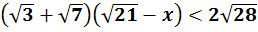 (√3 + √7)(√21 − x) < 2√28